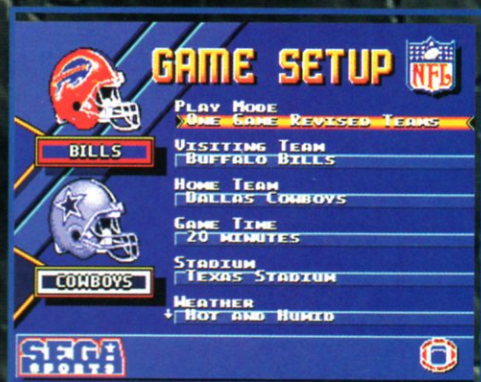 GAME SETUP
NFL
PLAY MODE
ONE GAME REVISED TEAMS
BILLS
VISITING TEAM
BUFFALO BILLS
HOME TEAM
DALLAS COWBOYS
GAME TIME
20 MINUTES
COWBOYS
STADIUM
TEXAS STADIUM
WEATHER
HOT AND HUMID
SEGA
SPORTS